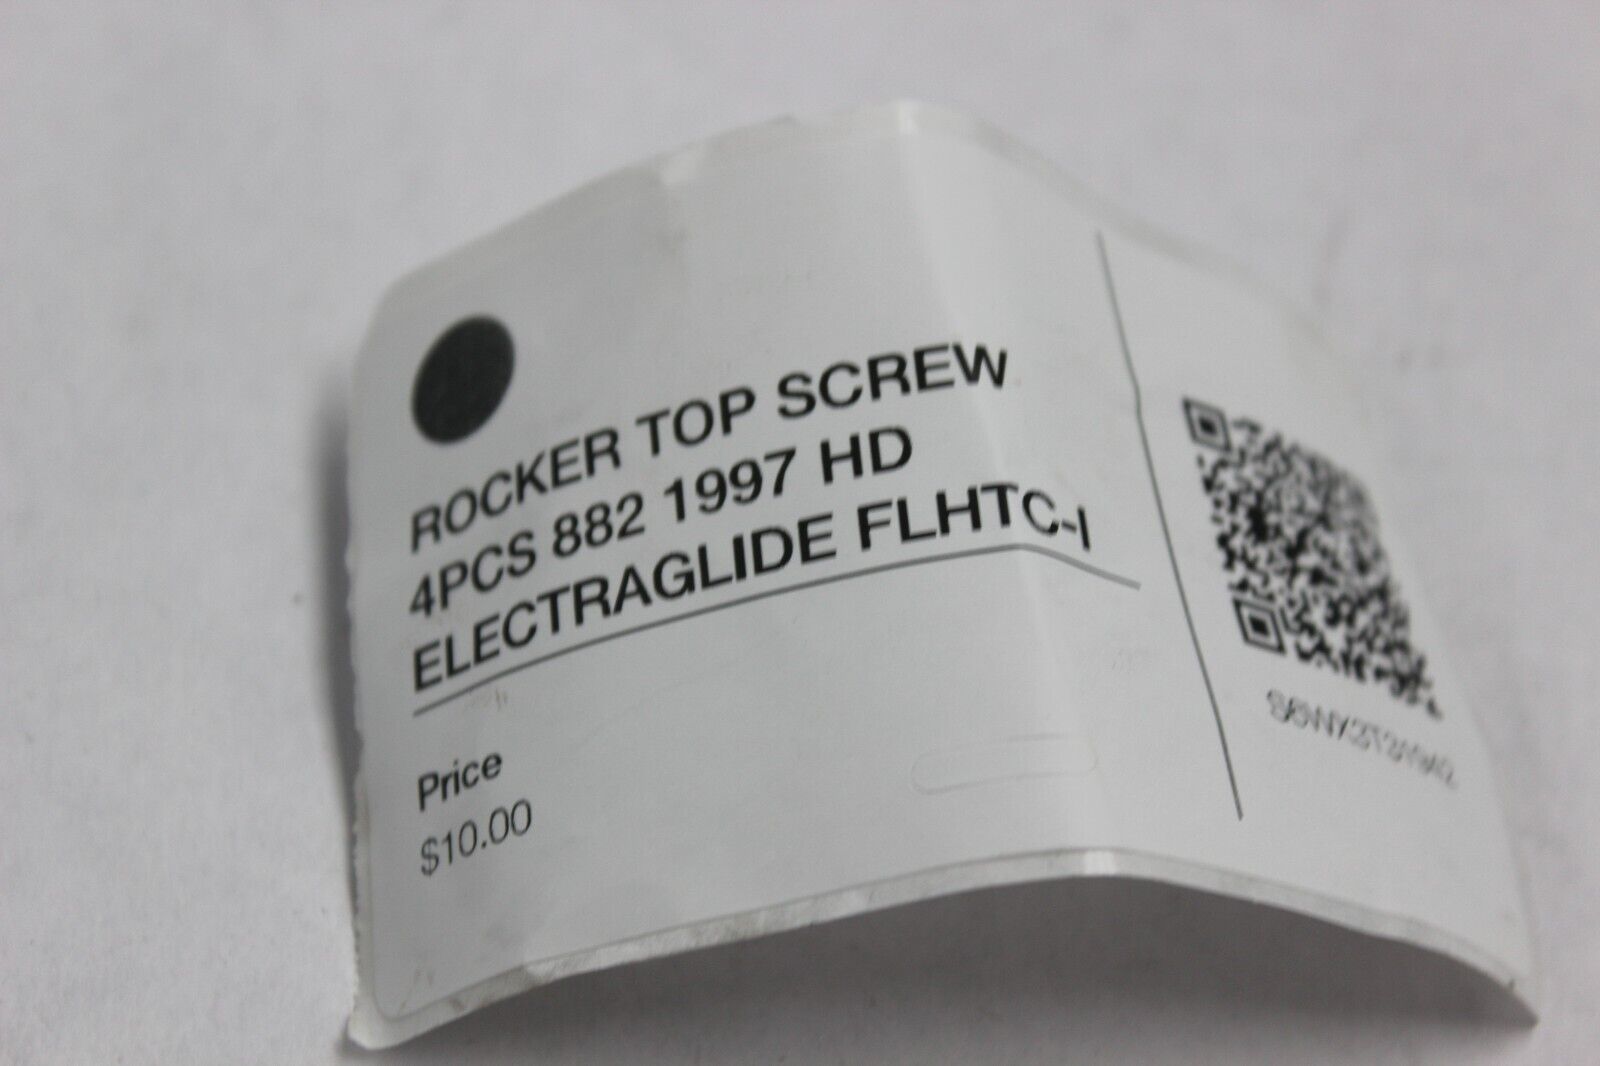 ROCKER TOP SCREW
4PCS 882 1997 HD
ELECTRAGLIDE FLHTC-I
Price
$10.00